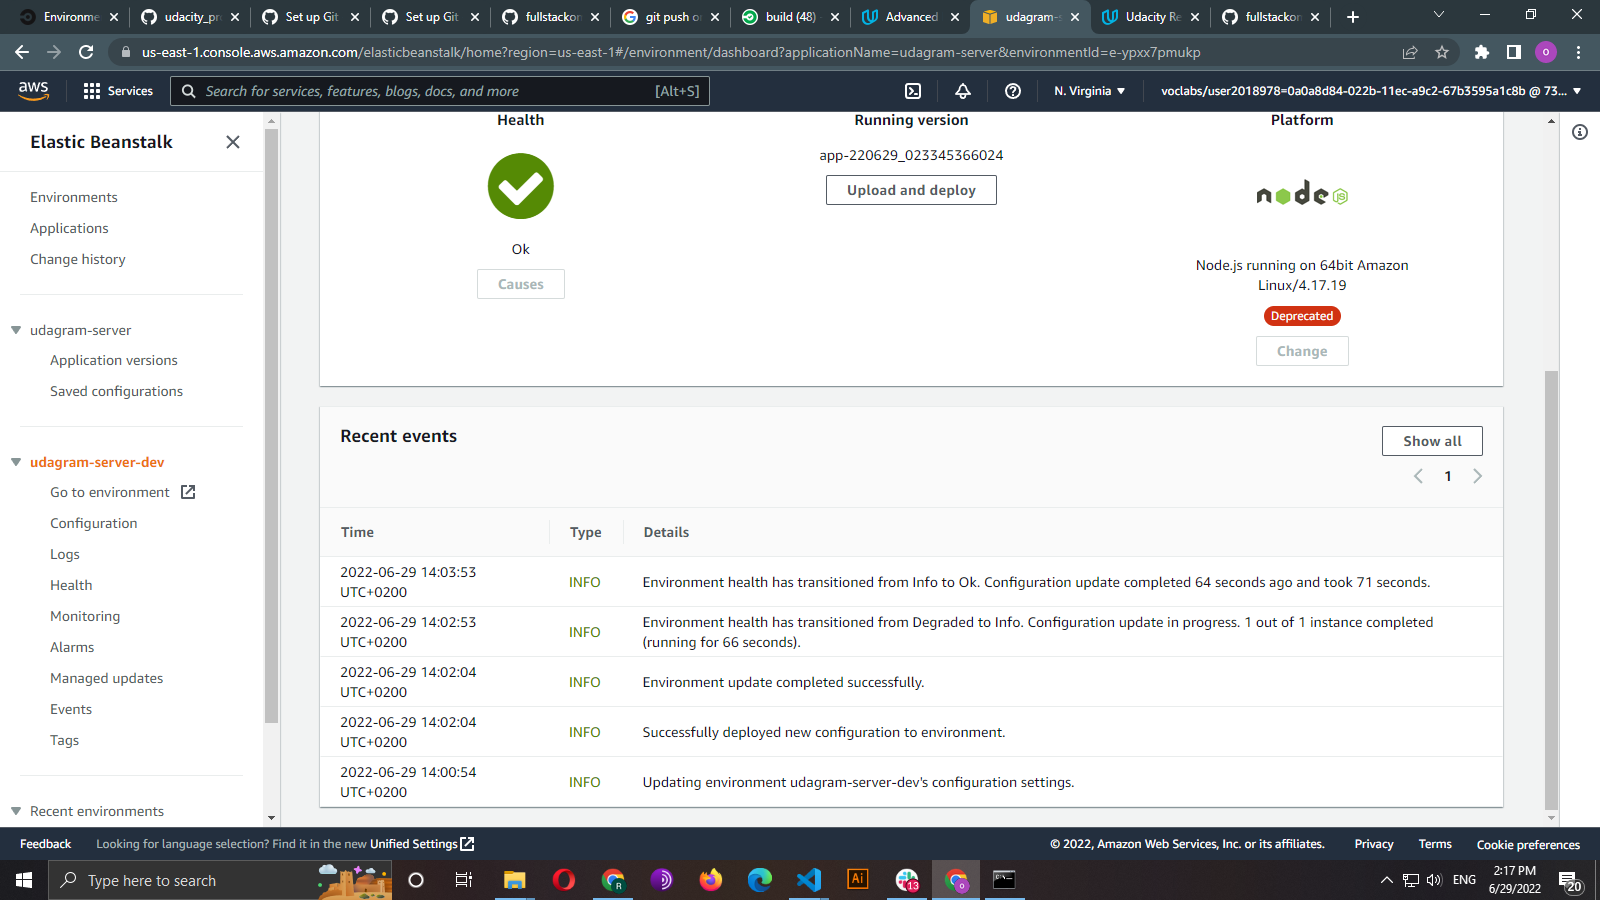 Environme
udacity_pr
Set up Git
Set up Git
fullstackon
git push o
build (48)
Advanced
udagram-s
Udacity Re
fullstackon
us-east-1.console.aws.amazon.com/elasticbeanstalk/home?region=us-east-1#/environment/dashboard?applicationName=udagram-server&environmentId=e-ypxx7pmukp
o
aws
Services
Search for services, features, blogs, docs, and more
[Alt+S]
N. Virginia
voclabs/user2018978=0a0a8d84-022b-11ec-a9c2-67b3595a1c8b @ 73...
Elastic Beanstalk
Environments
Applications
Change history
udagram-server
Application versions
Saved configurations
udagram-server-dev
Go to environment
Configuration
Logs
Health
Monitoring
Alarms
Managed updates
Events
Tags
Recent environments
Health
Ok
Causes
Running version
app-220629_023345366024
Upload and deploy
Platform
node JS
Node.js running on 64bit Amazon
Linux/4.17.19
Deprecated
Change
Recent events
Show all
1
Time
Type
Details
2022-06-29 14:03:53
UTC+0200
INFO
Environment health has transitioned from Info to Ok. Configuration update completed 64 seconds ago and took 71 seconds.
2022-06-29 14:02:53
UTC+0200
INFO
Environment health has transitioned from Degraded to Info. Configuration update in progress. 1 out of 1 instance completed
(running for 66 seconds).
2022-06-29 14:02:04
UTC+0200
INFO
Environment update completed successfully.
2022-06-29 14:02:04
UTC+0200
INFO
Successfully deployed new configuration to environment.
2022-06-29 14:00:54
UTC+0200
INFO
Updating environment udagram-server-dev's configuration settings.
Feedback
Looking for language selection? Find it in the new Unified Settings
© 2022, Amazon Web Services, Inc. or its affiliates.
Privacy
Terms
Cookie preferences
Type here to search
R
Ai
13
o
ENG
2:17 PM
6/29/2022
20